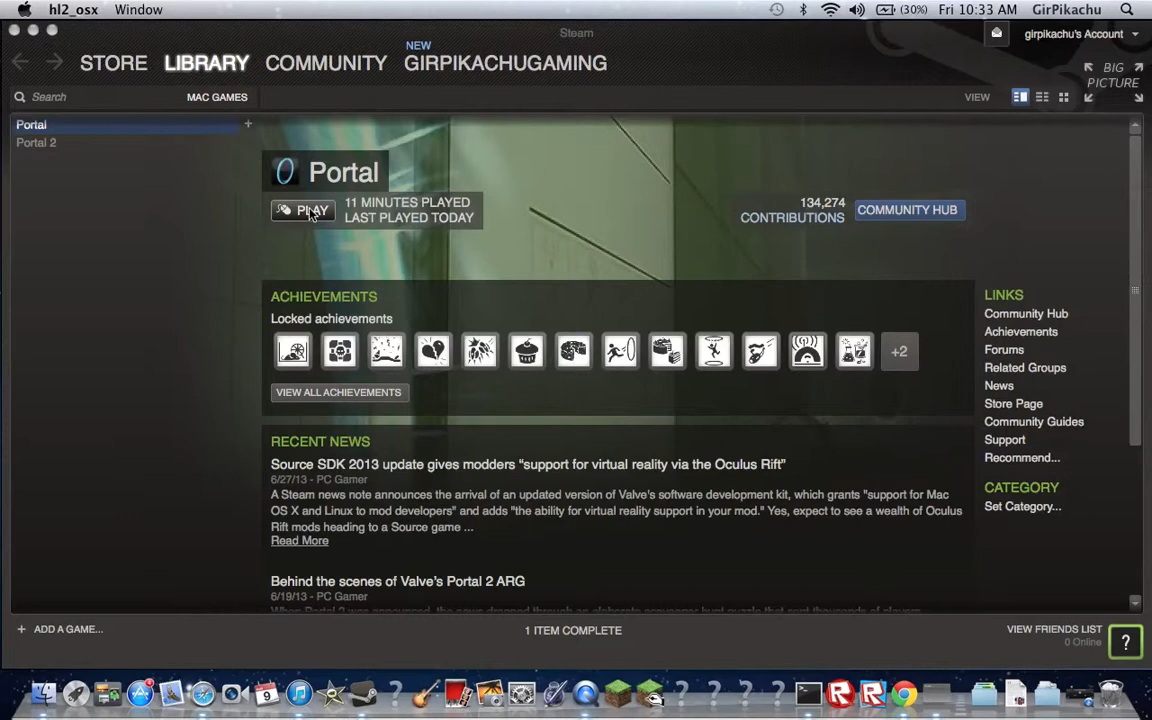 hl2_osx Window (30%) Fri 10:33 AM GirPikachu
Steam
girpikachu's Account
NEW
STORE LIBRARY COMMUNITY GIRPIKACHUGAMING
BIG
PICTURE
Search MAC GAMES VIEW
Portal +
Portal 2
Portal
PLAY
11 MINUTES PLAYED
LAST PLAYED TODAY
134,274
CONTRIBUTIONS
COMMUNITY HUB
ACHIEVEMENTS
Locked achievements
+2
VIEW ALL ACHIEVEMENTS
LINKS
Community Hub
Achievements
Forums
Related Groups
News
Store Page
Community Guides
Support
Recommend...
CATEGORY
Set Category...
RECENT NEWS
Source SDK 2013 update gives modders “support for virtual reality via the Oculus Rift”
6/27/13 - PC Gamer
A Steam news note announces the arrival of an updated version of Valve's software development kit, which grants "support for Mac
OS X and Linux to mod developers" and adds "the ability for virtual reality support in your mod." Yes, expect to see a wealth of Oculus
Rift mods heading to a Source game ...
Read More
Behind the scenes of Valve’s Portal 2 ARG
6/19/13 - PC Gamer
+ ADD A GAME...
1 ITEM COMPLETE
VIEW FRIENDS LIST
0 Online
?
9